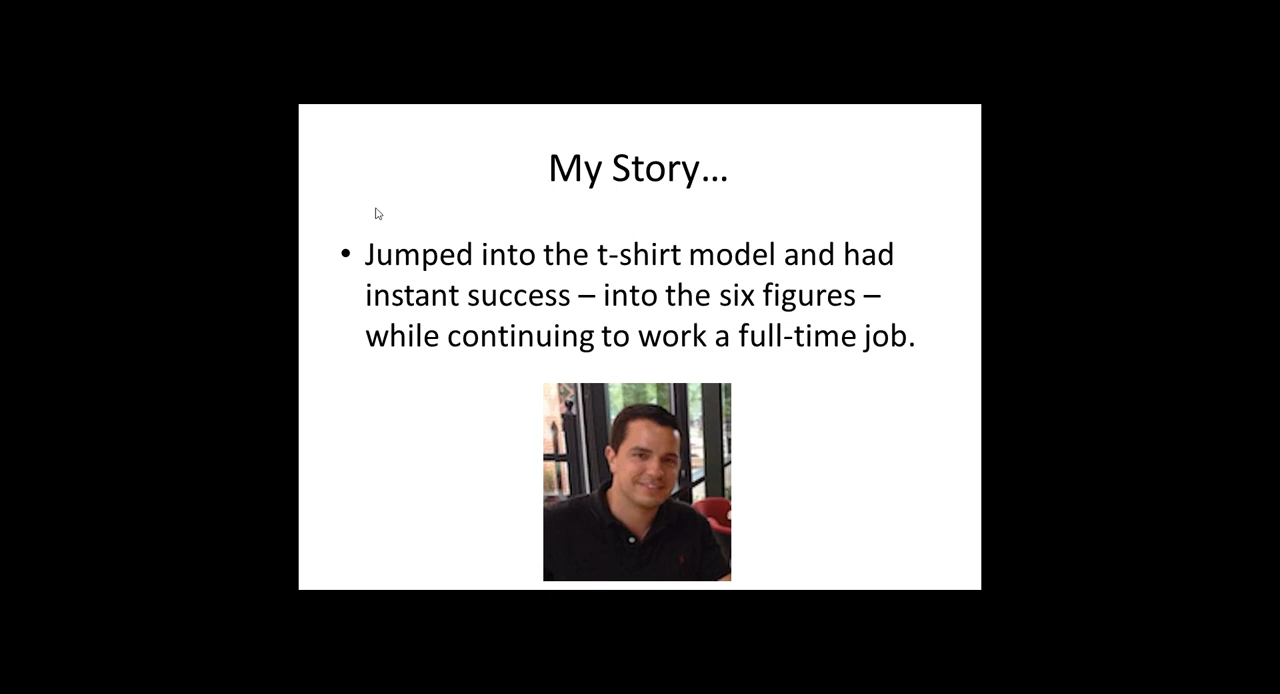 My Story…
• Jumped into the t-shirt model and had
instant success – into the six figures –
while continuing to work a full-time job.